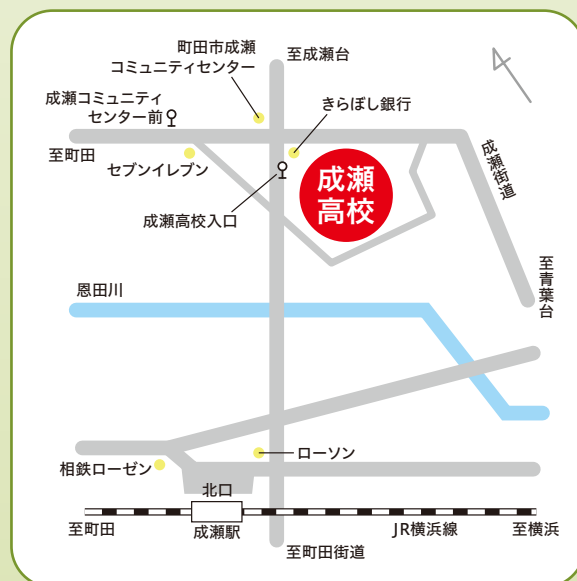 町田市成瀬
コミュニティセンター
至成瀬台
成瀬コミュニティ
センター前
きらぼし銀行
至町田
セブンイレブン
成瀬
高校
成瀬街道
成瀬高校入口
至青葉台
恩田川
ローソン
相鉄ローゼン
北口
至町田
成瀬駅
JR横浜線
至横浜
至町田街道